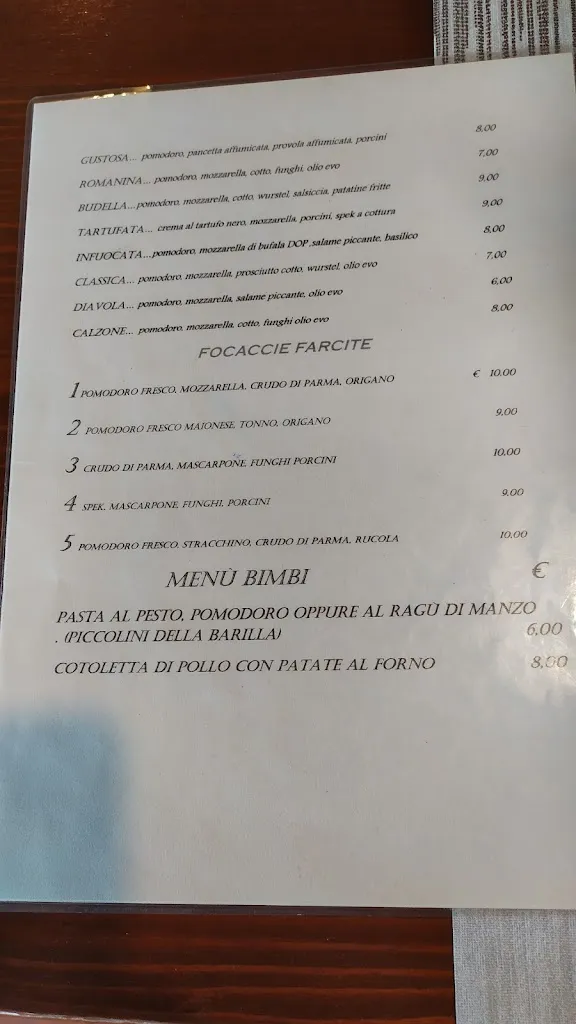 GUSTOSA... pomodoro, pancetta affumicata, provola affumicata, porcini 8,00
ROMANINA... pomodoro, mozzarella, cotto, funghi, olio evo 7,00
BUDELLA...pomodoro, mozzarella, cotto, wurstel, salsiccia, patatine fritte 9,00
TARTUFATA... crema al tartufo nero, mozzarella, porcini, spek a cottura 9,00
INFUOCATA...pomodoro, mozzarella di bufala DOP ,salame piccante, basilico 8,00
CLASSICA... pomodoro, mozzarella, prosciutto cotto, wurstel, olio evo 7,00
DIAVOLA... pomodoro, mozzarella, salame piccante, olio evo 6,00
CALZONE... pomodoro, mozzarella, cotto, funghi olio evo 8,00
FOCACCIE FARCITE
1 POMODORO FRESCO, MOZZARELLA, CRUDO DI PARMA, ORIGANO € 10.00
2 POMODORO FRESCO MAIONESE, TONNO, ORIGANO 9.00
3 CRUDO DI PARMA, MASCARPONE, FUNGHI PORCINI 10.00
4 SPEK, MASCARPONE, FUNGHI, PORCINI 9.00
5 POMODORO FRESCO, STRACCHINO, CRUDO DI PARMA, RUCOLA 10.00
MENÙ BIMBI €
PASTA AL PESTO, POMODORO OPPURE AL RAGÙ DI MANZO
. (PICCOLINI DELLA BARILLA) 6,00
COTOLETTA DI POLLO CON PATATE AL FORNO 8,00